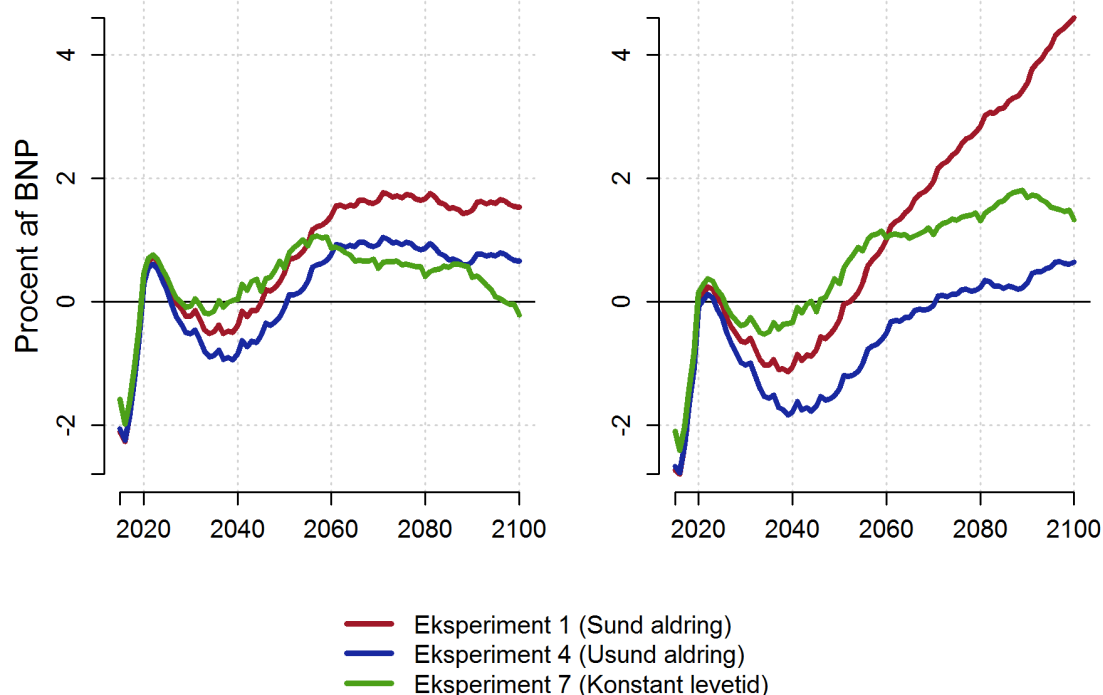 Procent af BNP
4
2
0
-2
2020 2040 2060 2080 2100
4
2
0
-2
2020 2040 2060 2080 2100
Eksperiment 1 (Sund aldring)
Eksperiment 4 (Usund aldring)
Eksperiment 7 (Konstant levetid)